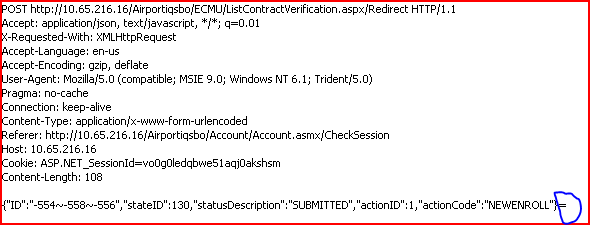 POST http://10.65.216.16/Airportiqsbo/ECMU/ListContractVerification.aspx/Redirect HTTP/1.1
Accept: application/json, text/javascript, */*; q=0.01
X-Requested-With: XMLHttpRequest
Accept-Language: en-us
Accept-Encoding: gzip, deflate
User-Agent: Mozilla/5.0 (compatible; MSIE 9.0; Windows NT 6.1; Trident/5.0)
Pragma: no-cache
Connection: keep-alive
Content-Type: application/x-www-form-urlencoded
Referer: http://10.65.216.16/Airportiqsbo/Account/Account.asmx/CheckSession
Host: 10.65.216.16
Cookie: ASP.NET_SessionId=vo0g0ledqbwe51aqj0akshsm
Content-Length: 108
{"ID":"-554~-558~-556","stateID":130,"statusDescription":"SUBMITTED","actionID":1,"actionCode":"NEWENROLL"}=